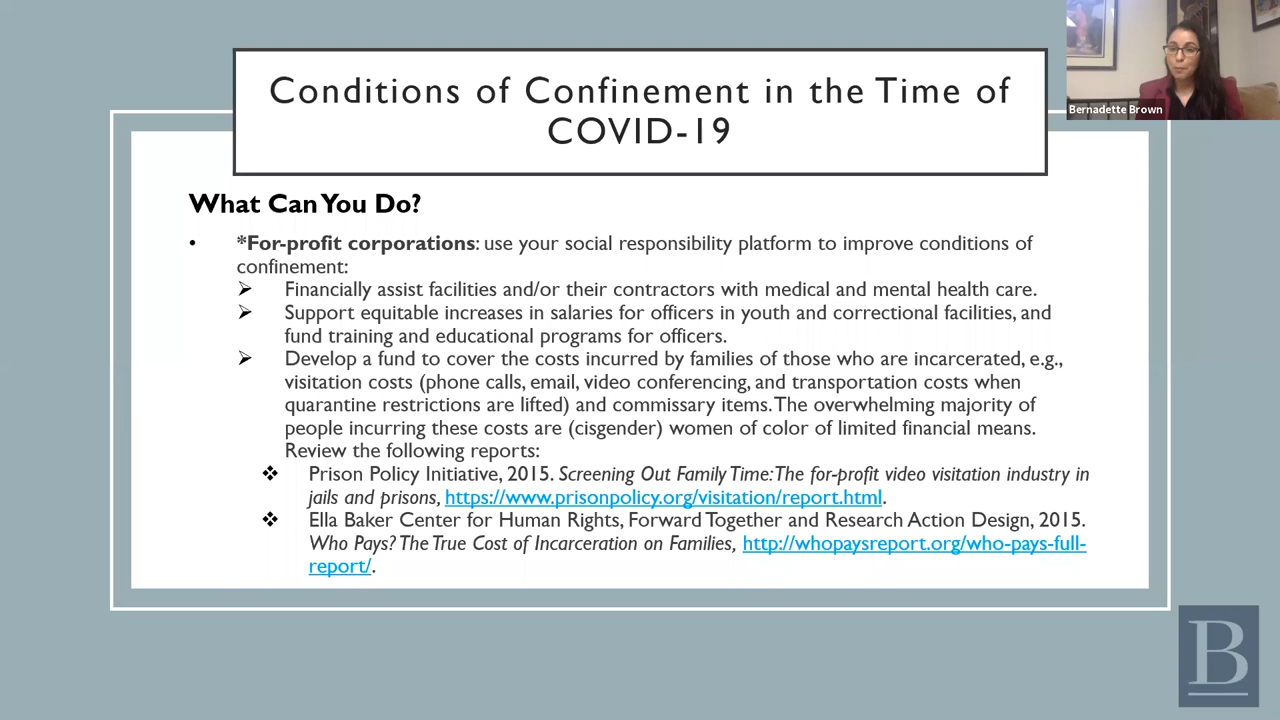 Conditions of Confinement in the Time of
COVID-19
Bernadette Brown
What Can You Do?
• *For-profit corporations: use your social responsibility platform to improve conditions of
confinement:
➢ Financially assist facilities and/or their contractors with medical and mental health care.
➢ Support equitable increases in salaries for officers in youth and correctional facilities, and
fund training and educational programs for officers.
➢ Develop a fund to cover the costs incurred by families of those who are incarcerated, e.g.,
visitation costs (phone calls, email, video conferencing, and transportation costs when
quarantine restrictions are lifted) and commissary items. The overwhelming majority of
people incurring these costs are (cisgender) women of color of limited financial means.
Review the following reports:
❖ Prison Policy Initiative, 2015. Screening Out Family Time: The for-profit video visitation industry in
jails and prisons, https://www.prisonpolicy.org/visitation/report.html.
❖ Ella Baker Center for Human Rights, Forward Together and Research Action Design, 2015.
Who Pays? The True Cost of Incarceration on Families, http://whopaysreport.org/who-pays-full-
report/.
B